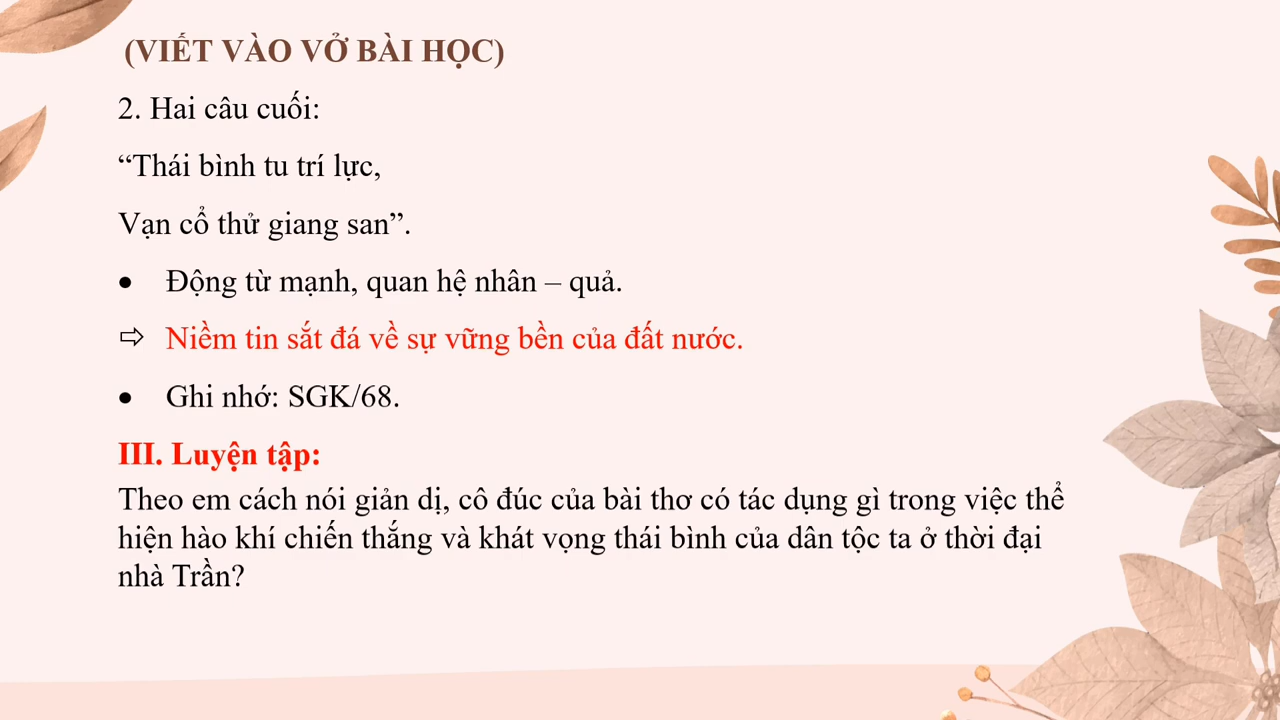 (VIẾT VÀO VỞ BÀI HỌC)
2. Hai câu cuối:
“Thái bình tu trí lực,
Vạn cổ thử giang san”.
• Động từ mạnh, quan hệ nhân – quả.
⇨ Niềm tin sắt đá về sự vững bền của đất nước.
• Ghi nhớ: SGK/68.
III. Luyện tập:
Theo em cách nói giản dị, cô đúc của bài thơ có tác dụng gì trong việc thể
hiện hào khí chiến thắng và khát vọng thái bình của dân tộc ta ở thời đại
nhà Trần?